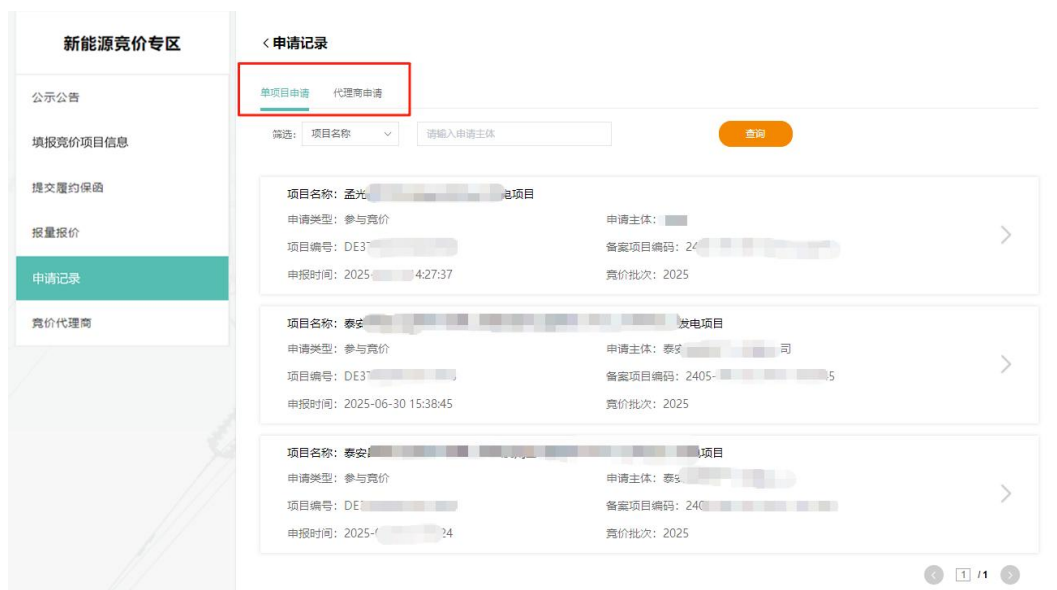 新能源竞价专区
公示公告
填报竞价项目信息
提交履约保函
报量报价
申请记录
竞价代理商
<申请记录
单项目申请 代理商申请
筛选： 项目名称 请输入申请主体 查询
项目名称：孟光 电项目
申请类型：参与竞价 申请主体：
项目编号：DE37 备案项目编码：24
申报时间：2025- 4:27:37 竞价批次：2025
项目名称：泰安 发电项目
申请类型：参与竞价 申请主体：泰安 司
项目编号：DE37 备案项目编码：2405- 5
申报时间：2025-06-30 15:38:45 竞价批次：2025
项目名称：泰安 电项目
申请类型：参与竞价 申请主体：泰安
项目编号：DE 备案项目编码：240
申报时间：2025- 24 竞价批次：2025
1 /1